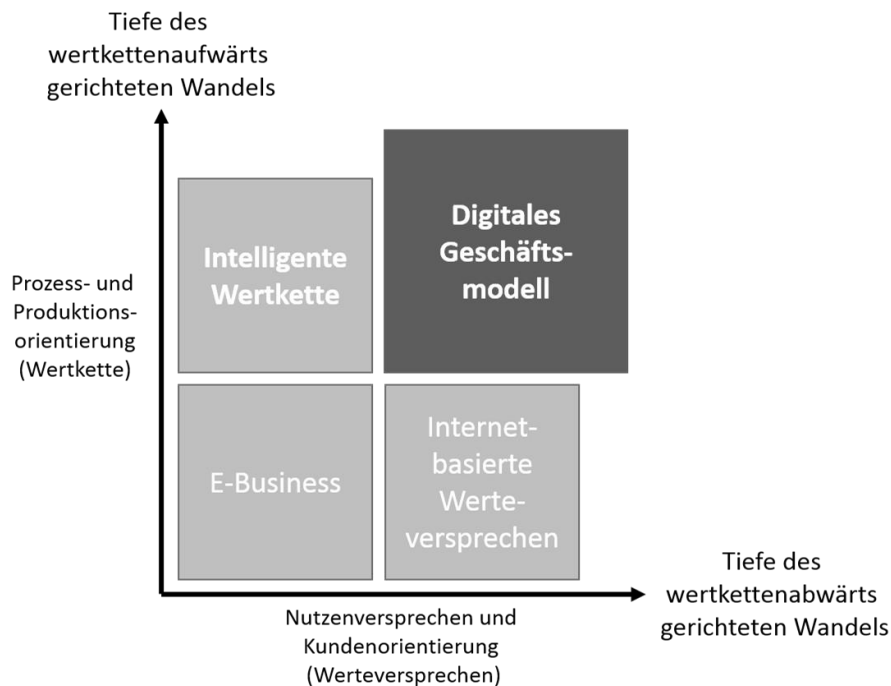 Tiefe des
wertkettenaufwärts
gerichteten Wandels
Prozess- und
Produktions-
orientierung
(Wertkette)
Intelligente
Wertkette
Digitales
Geschäfts-
modell
E-Business
Internet-
basierte
Werte-
versprechen
Nutzenversprechen und
Kundenorientierung
(Werteversprechen)
Tiefe des
wertkettenabwärts
gerichteten Wandels